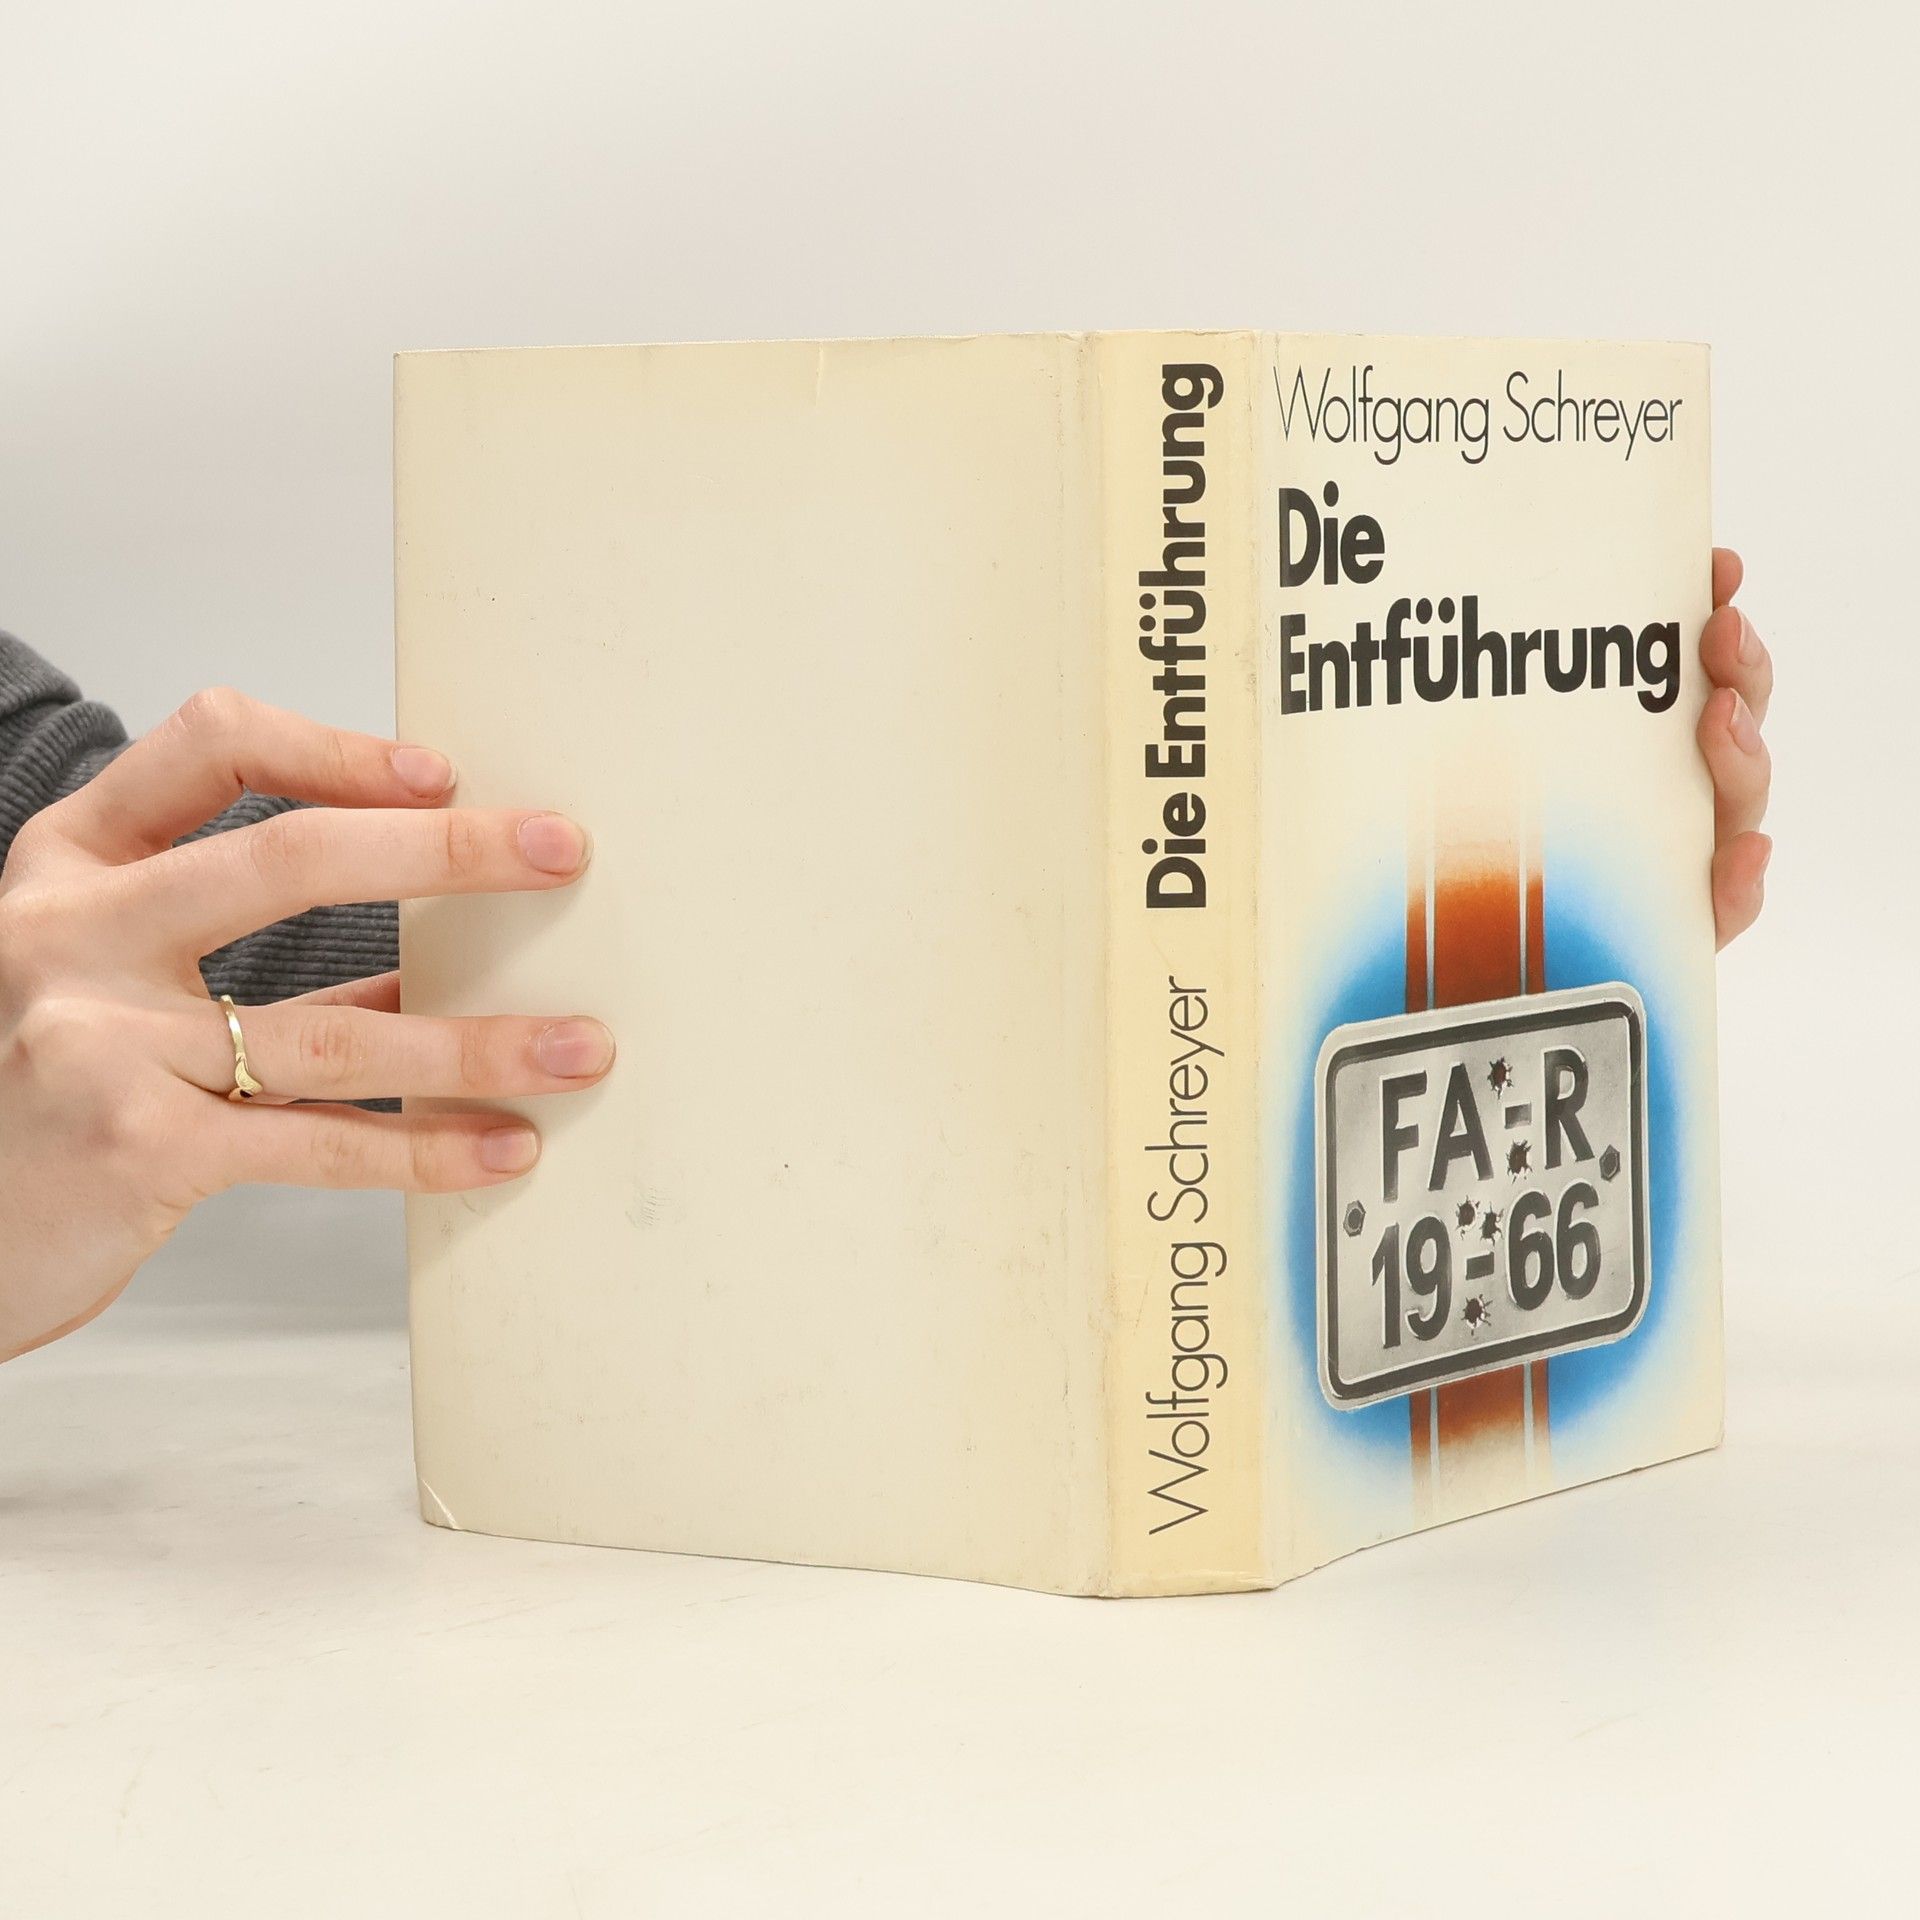 Wolfgang Schreyer Die Entführung
Wolfgang Schreyer
Die
Entführung
FA-R
19-66